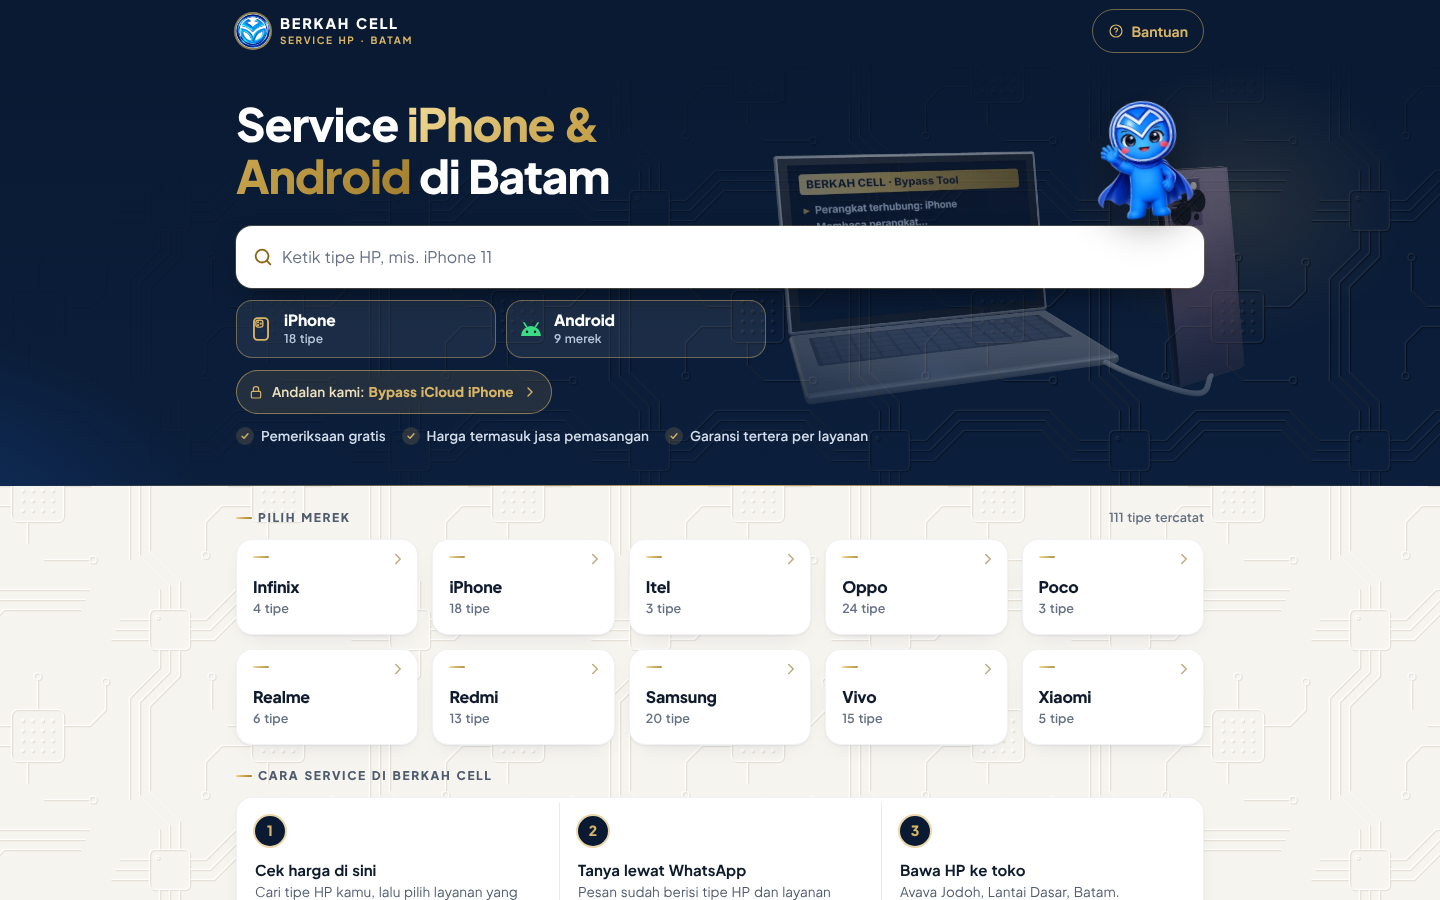 BERKAH CELL
SERVICE HP · BATAM
Bantuan
Service iPhone &
Android di Batam
BERKAH CELL · Bypass Tool
► Perangkat terhubung: iPhone
Membaca perangkat...
Ketik tipe HP, mis. iPhone 11
iPhone
18 tipe
Android
9 merek
Andalan kami: Bypass iCloud iPhone
Pemeriksaan gratis
Harga termasuk jasa pemasangan
Garansi tertera per layanan
PILIH MEREK
111 tipe tercatat
Infinix
4 tipe
iPhone
18 tipe
Itel
3 tipe
Oppo
24 tipe
Poco
3 tipe
Realme
6 tipe
Redmi
13 tipe
Samsung
20 tipe
Vivo
15 tipe
Xiaomi
5 tipe
CARA SERVICE DI BERKAH CELL
1
Cek harga di sini
Cari tipe HP kamu, lalu pilih layanan yang
2
Tanya lewat WhatsApp
Pesan sudah berisi tipe HP dan layanan
3
Bawa HP ke toko
Avava Jodoh, Lantai Dasar, Batam.